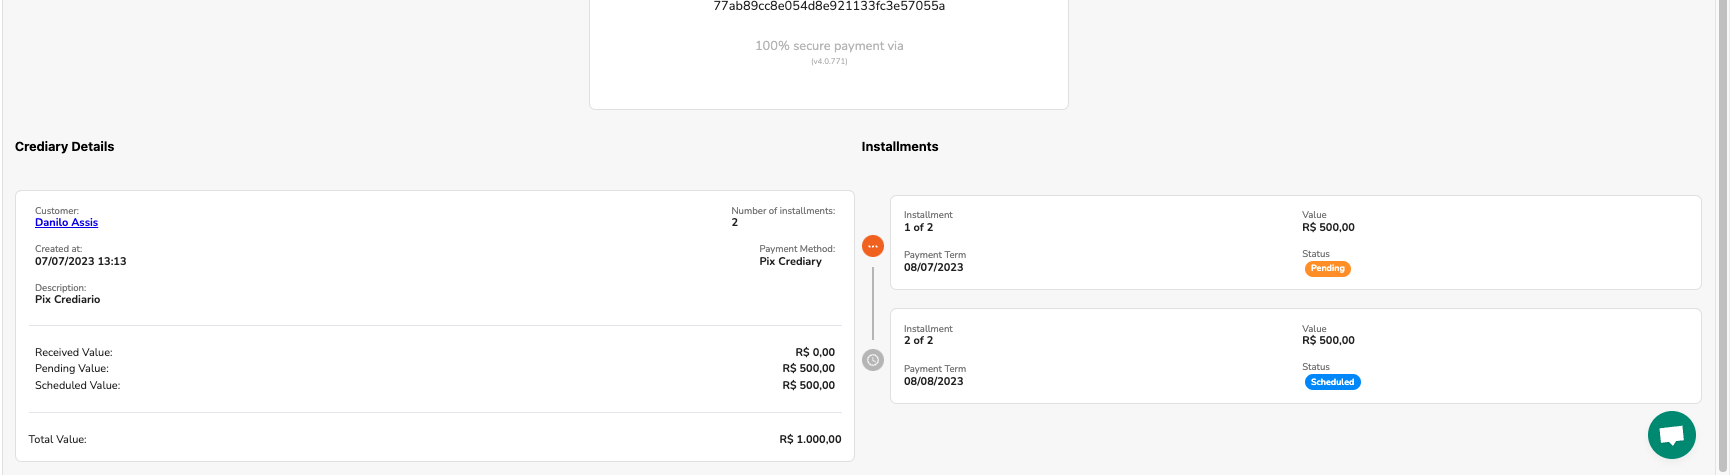 77ab89cc8e054d8e921133fc3e57055a
100% secure payment via
(v4.0.771)
Crediary Details
Customer:
Danilo Assis
Number of installments:
2
Created at:
07/07/2023 13:13
Payment Method:
Pix Crediary
Description:
Pix Crediario
Received Value: R$ 0,00
Pending Value: R$ 500,00
Scheduled Value: R$ 500,00
Total Value: R$ 1.000,00
Installments
Installment
1 of 2
Value
R$ 500,00
Payment Term
08/07/2023
Status
Pending
Installment
2 of 2
Value
R$ 500,00
Payment Term
08/08/2023
Status
Scheduled